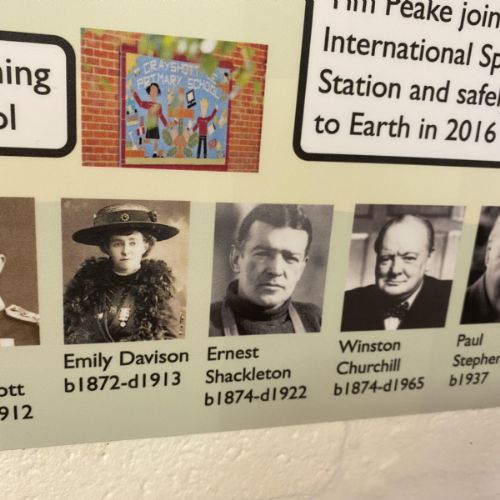 ning
ol
GRAYSHOTT
PRIMARY SCHOOL
Tim Peake join
International Sp
Station and safel
to Earth in 2016
ott
912
Emily Davison
b1872-d1913
Ernest
Shackleton
b1874-d1922
Winston
Churchill
b1874-d1965
Paul
Stephen
b1937